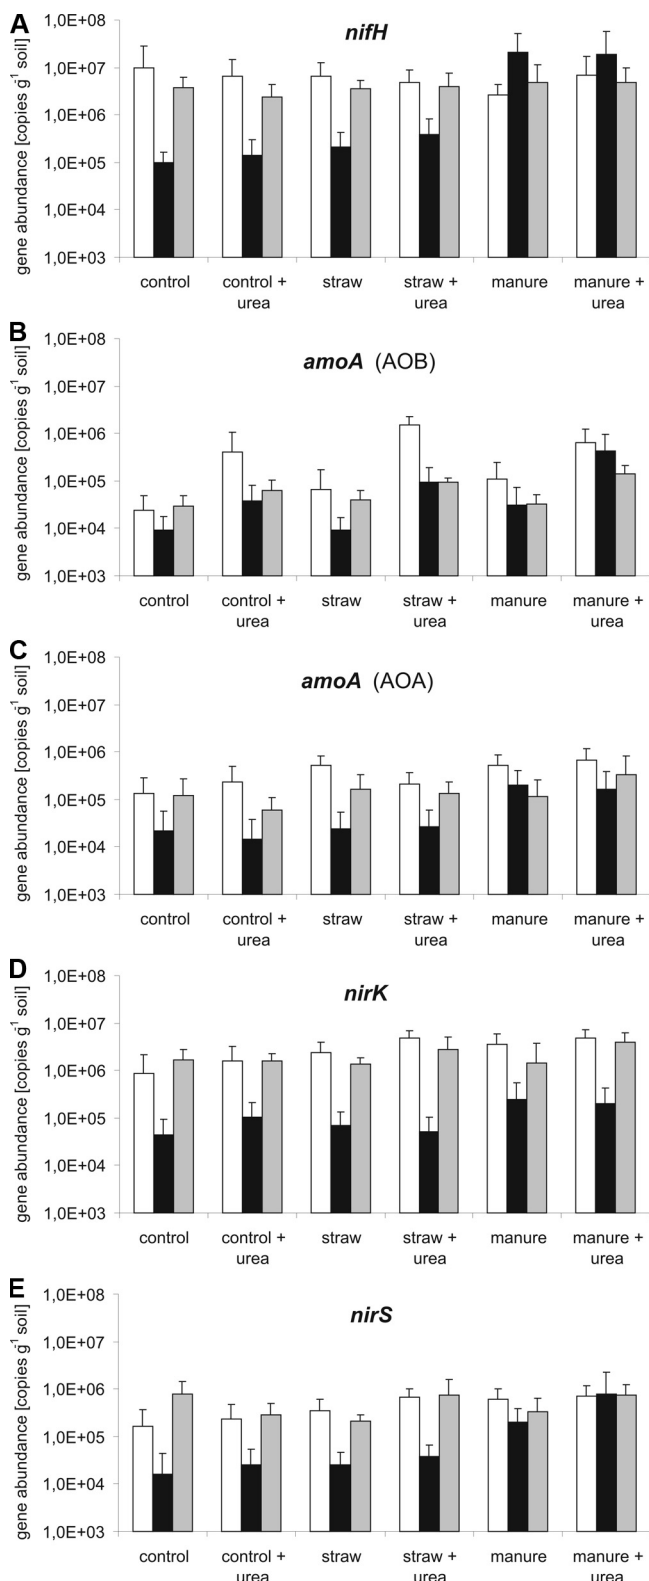 A
nifH
gene abundance [copies g-1 soil]
1,0E+08
1,0E+07
1,0E+06
1,0E+05
1,0E+04
1,0E+03
control
control + urea
straw
straw + urea
manure
manure + urea
B
amoA (AOB)
gene abundance [copies g-1 soil]
1,0E+08
1,0E+07
1,0E+06
1,0E+05
1,0E+04
1,0E+03
control
control + urea
straw
straw + urea
manure
manure + urea
C
amoA (AOA)
gene abundance [copies g-1 soil]
1,0E+08
1,0E+07
1,0E+06
1,0E+05
1,0E+04
1,0E+03
control
control + urea
straw
straw + urea
manure
manure + urea
D
nirK
gene abundance [copies g-1 soil]
1,0E+08
1,0E+07
1,0E+06
1,0E+05
1,0E+04
1,0E+03
control
control + urea
straw
straw + urea
manure
manure + urea
E
nirS
gene abundance [copies g-1 soil]
1,0E+08
1,0E+07
1,0E+06
1,0E+05
1,0E+04
1,0E+03
control
control + urea
straw
straw + urea
manure
manure + urea